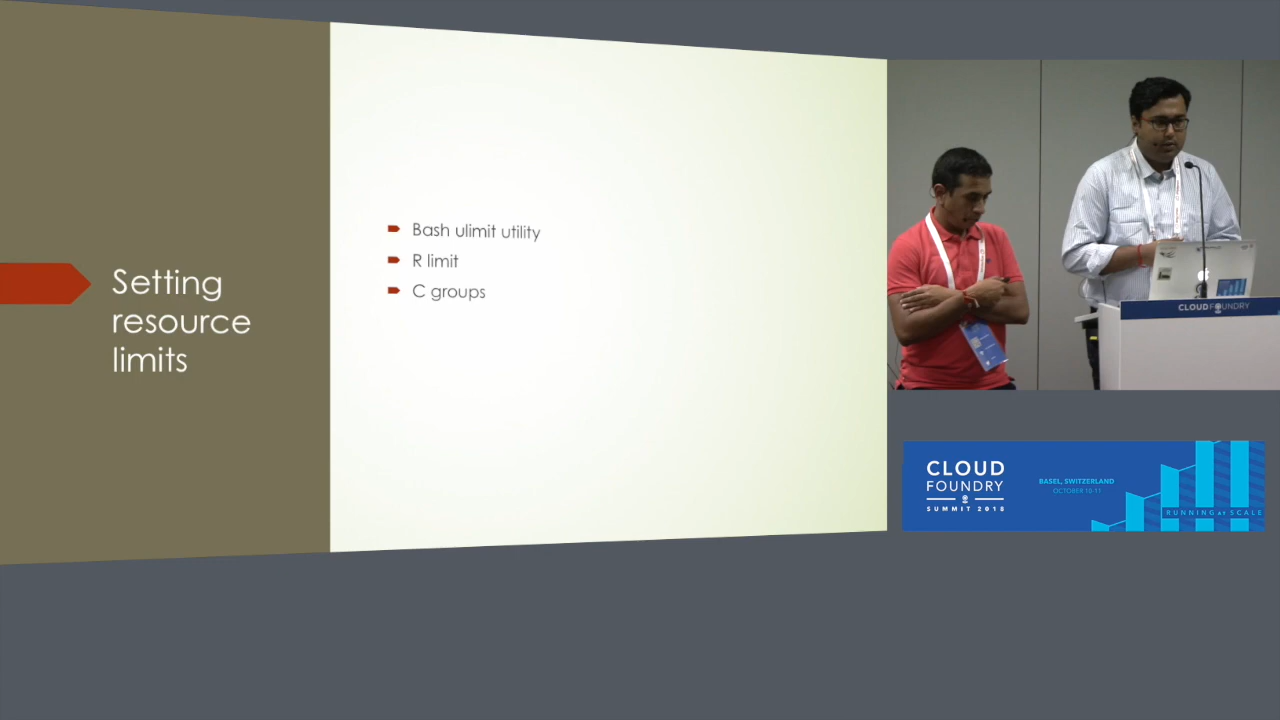 Setting
resource
limits
Bash ulimit utility
R limit
C groups
CLOUD FOUNDRY
CLOUD
FOUNDRY
SUMMIT 2018
BASEL, SWITZERLAND
OCTOBER 10-11
RUNNING at SCALE